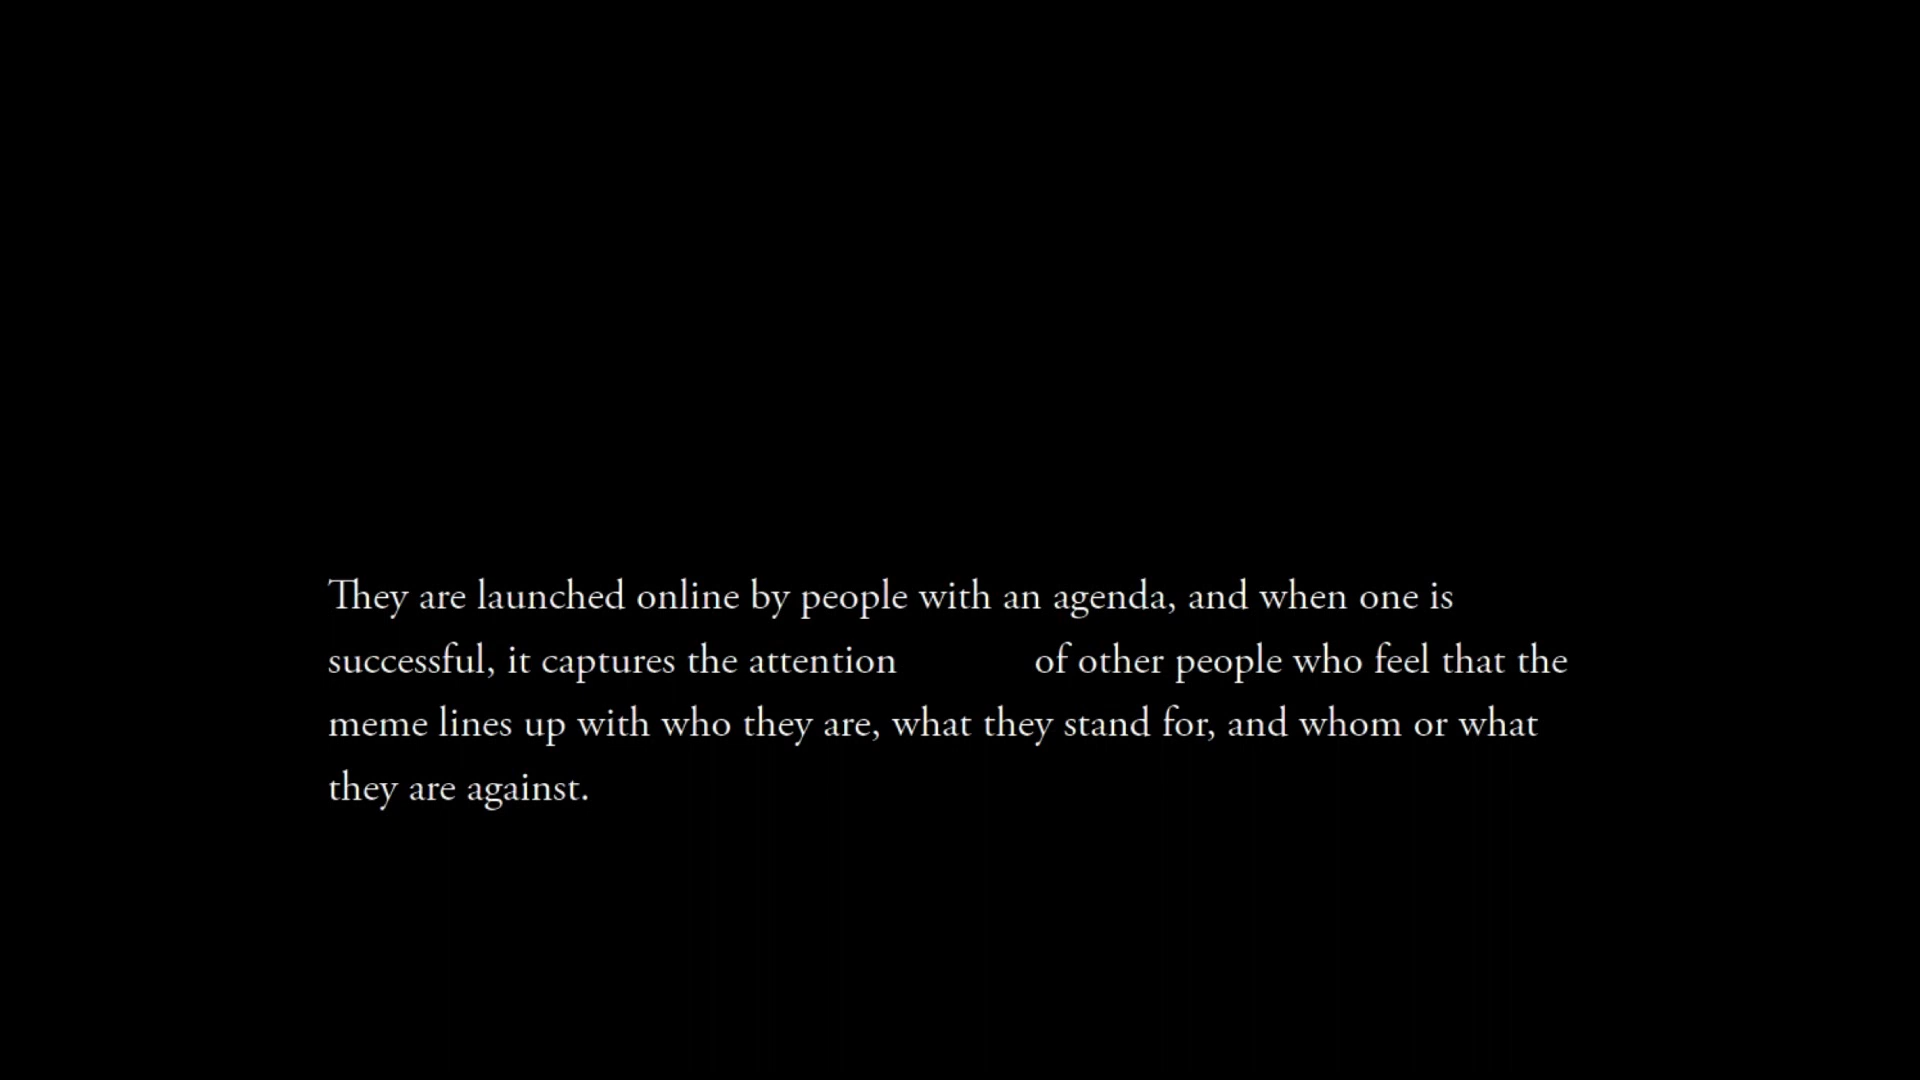 They are launched online by people with an agenda, and when one is
successful, it captures the attention of other people who feel that the
meme lines up with who they are, what they stand for, and whom or what
they are against.